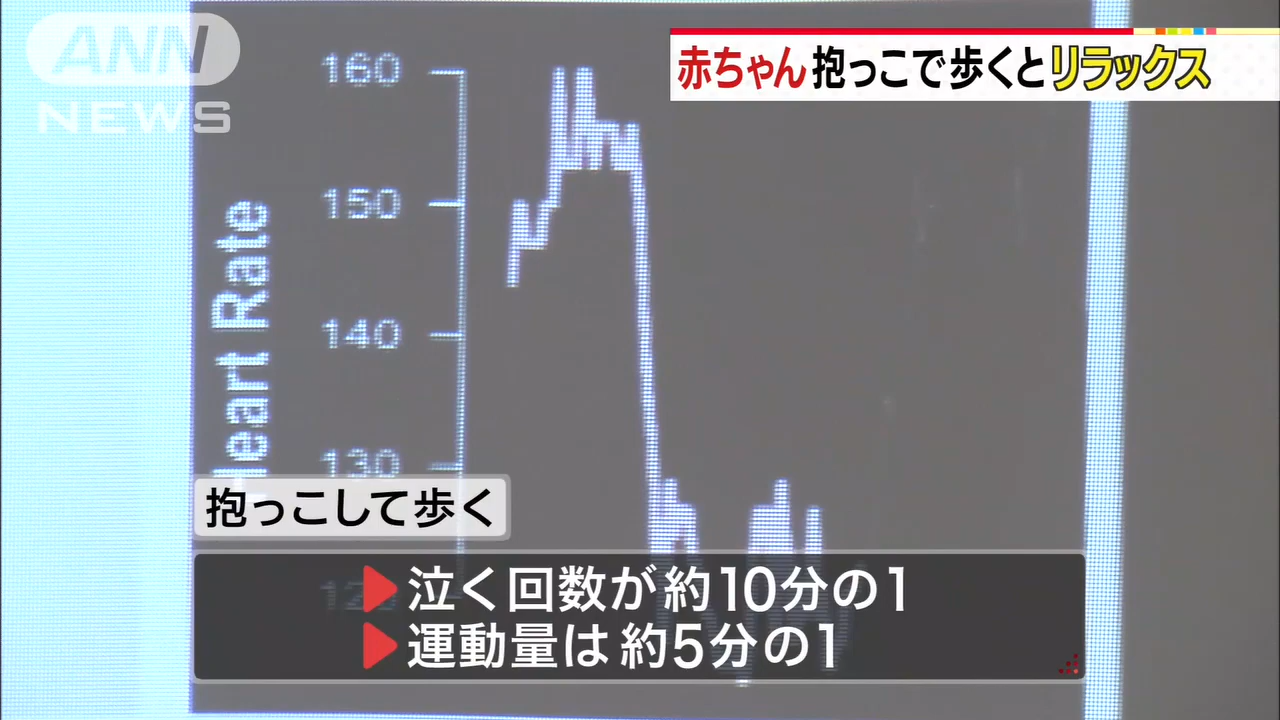 ANN
NEWS
赤ちゃん抱っこで歩くとリラックス
160
150
140
130
Heart Rate
抱っこして歩く
泣く回数が約10分の1
運動量は約5分の1